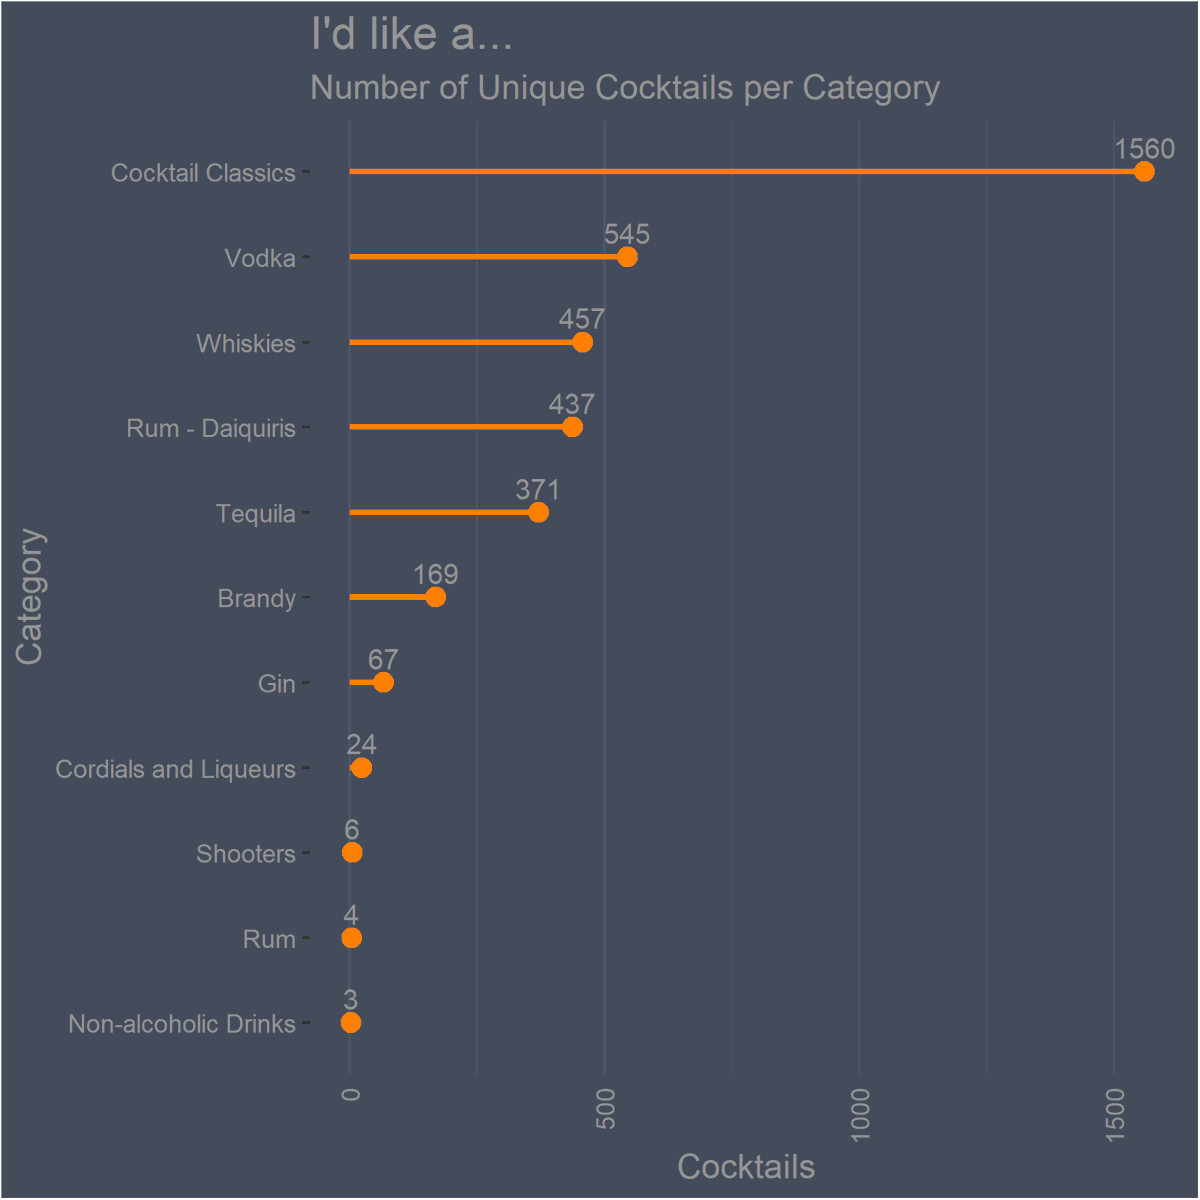 I'd like a...
Number of Unique Cocktails per Category
1560
Cocktail Classics
545
Vodka
457
Whiskies
437
Rum - Daiquiris
371
Tequila
169
Brandy
67
Gin
24
Cordials and Liqueurs
6
Shooters
4
Rum
3
Non-alcoholic Drinks
Category
0
500
1000
1500
Cocktails